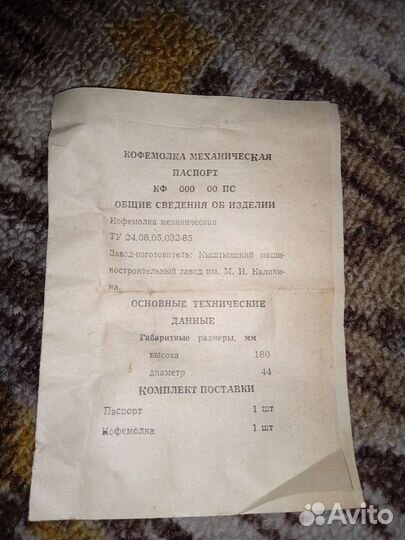 КОФЕМОЛКА МЕХАНИЧЕСКАЯ
ПАСПОРТ
КФ 000 00 ПС
ОБЩИЕ СВЕДЕНИЯ ОБ ИЗДЕЛИИ
Кофемолка механическая
ТУ 24.08.05.032-85
Завод-изготовитель: Кыштымский маши-
ностроительный завод им. М. И. Калини-
на.
ОСНОВНЫЕ ТЕХНИЧЕСКИЕ
ДАННЫЕ
Габаритные размеры, мм
высота 180
диаметр 44
КОМПЛЕКТ ПОСТАВКИ
Паспорт 1 шт
Кофемолка 1 шт
Avito